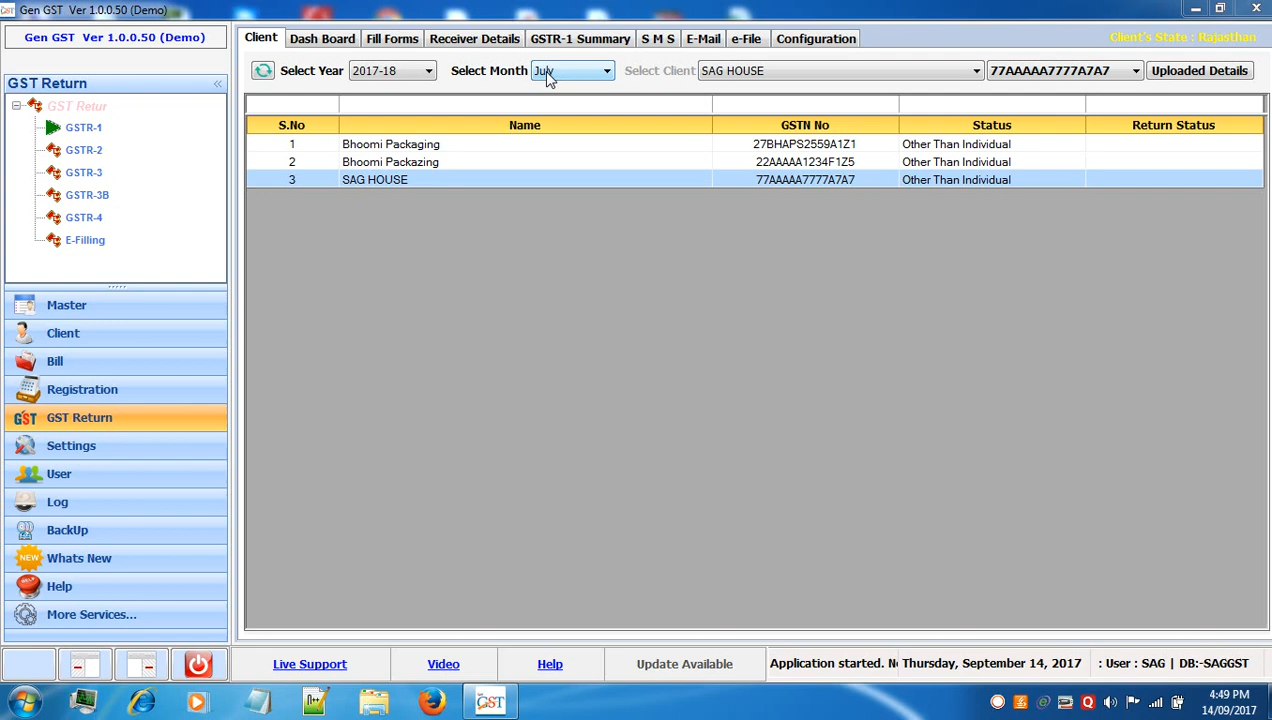 Gen GST Ver 1.0.0.50 (Demo)
Gen GST Ver 1.0.0.50 (Demo)
Client Dash Board Fill Forms Receiver Details GSTR-1 Summary S M S E-Mail e-File Configuration Client's State : Rajasthan
Select Year 2017-18 Select Month July Select Client SAG HOUSE 77AAAAA7777A7A7 Uploaded Details
GST Return
GST Retur
GSTR-1
GSTR-2
GSTR-3
GSTR-3B
GSTR-4
E-Filling
S.No Name GSTN No Status Return Status
1 Bhoomi Packaging 27BHAPS2559A1Z1 Other Than Individual
2 Bhoomi Packazing 22AAAAA1234F1Z5 Other Than Individual
3 SAG HOUSE 77AAAAA7777A7A7 Other Than Individual
Master
Client
Bill
Registration
GST GST Return
Settings
User
Log
BackUp
NEW Whats New
Help
More Services...
Live Support Video Help Update Available Application started. Thursday, September 14, 2017 : User : SAG | DB:-SAGGST
GST
4:49 PM
14/09/2017